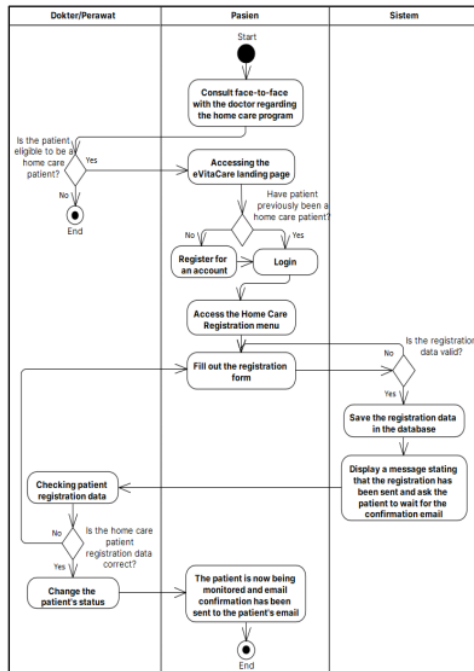 Dokter/Perawat
Pasien
Sistem
Start
Consult face-to-face
with the doctor regarding
the home care program
Is the patient
eligible to be a
home care
patient?
Yes
No
End
Accessing the
eVitaCare landing page
Have patient
previously been a
home care patient?
No
Yes
Register for
an account
Login
Access the Home Care
Registration menu
Is the registration
data valid?
No
Yes
Fill out the registration
form
Save the registration data
in the database
Display a message stating
that the registration has
been sent and ask the
patient to wait for the
confirmation email
Checking patient
registration data
Is the home care
patient
registration data
correct?
No
Yes
Change the
patient's status
The patient is now being
monitored and email
confirmation has been
sent to the patient's email
End